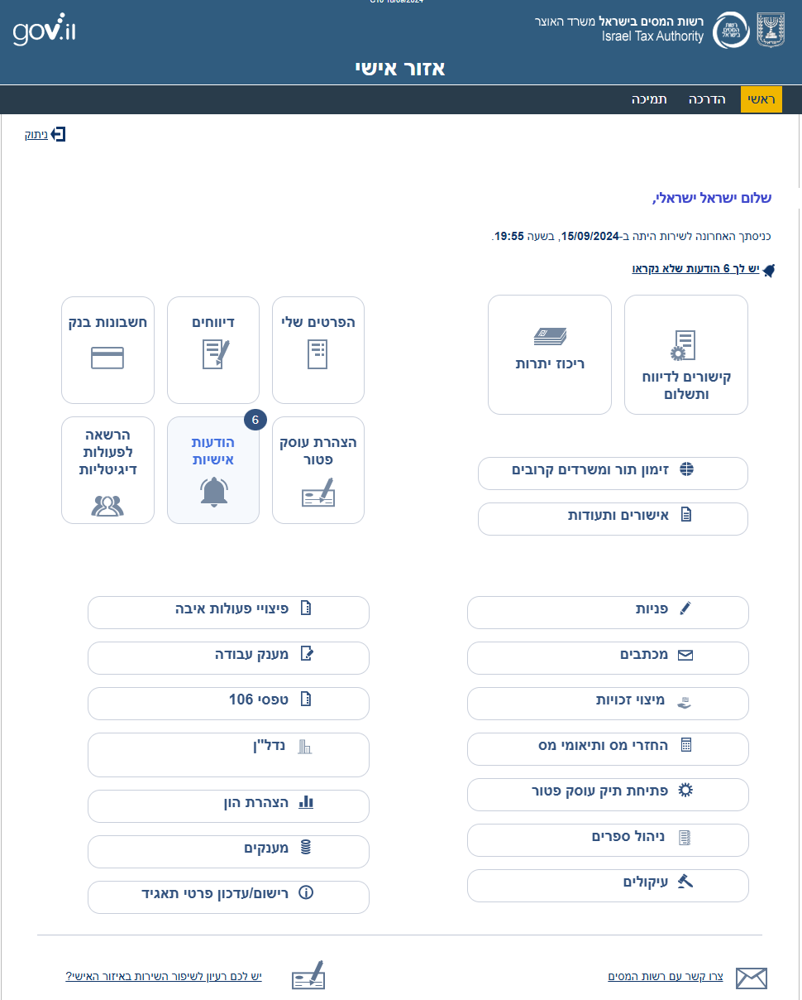 gov.il
רשות המסים בישראל משרד האוצר
Israel Tax Authority
רשות המסים בישראל
אזור אישי
ראשי
הדרכה
תמיכה
ניתוק
שלום ישראל ישראלי,
כניסתך האחרונה לשירות היתה ב-15/09/2024, בשעה 19:55.
יש לך 6 הודעות שלא נקראו
קישורים לדיווח
ותשלום
ריכוז יתרות
הפרטים שלי
דיווחים
חשבונות בנק
הצהרת עוסק
פטור
6
הודעות
אישיות
הרשאה
לפעולות
דיגיטליות
זימון תור ומשרדים קרובים
אישורים ותעודות
פניות
מכתבים
מיצוי זכויות
החזרי מס ותיאומי מס
פתיחת תיק עוסק פטור
ניהול ספרים
עיקולים
פיצויי פעולות איבה
מענק עבודה
טפסי 106
נדל"ן
הצהרת הון
מענקים
רישום/עדכון פרטי תאגיד
צרו קשר עם רשות המסים
יש לכם רעיון לשיפור השירות באיזור האישי?